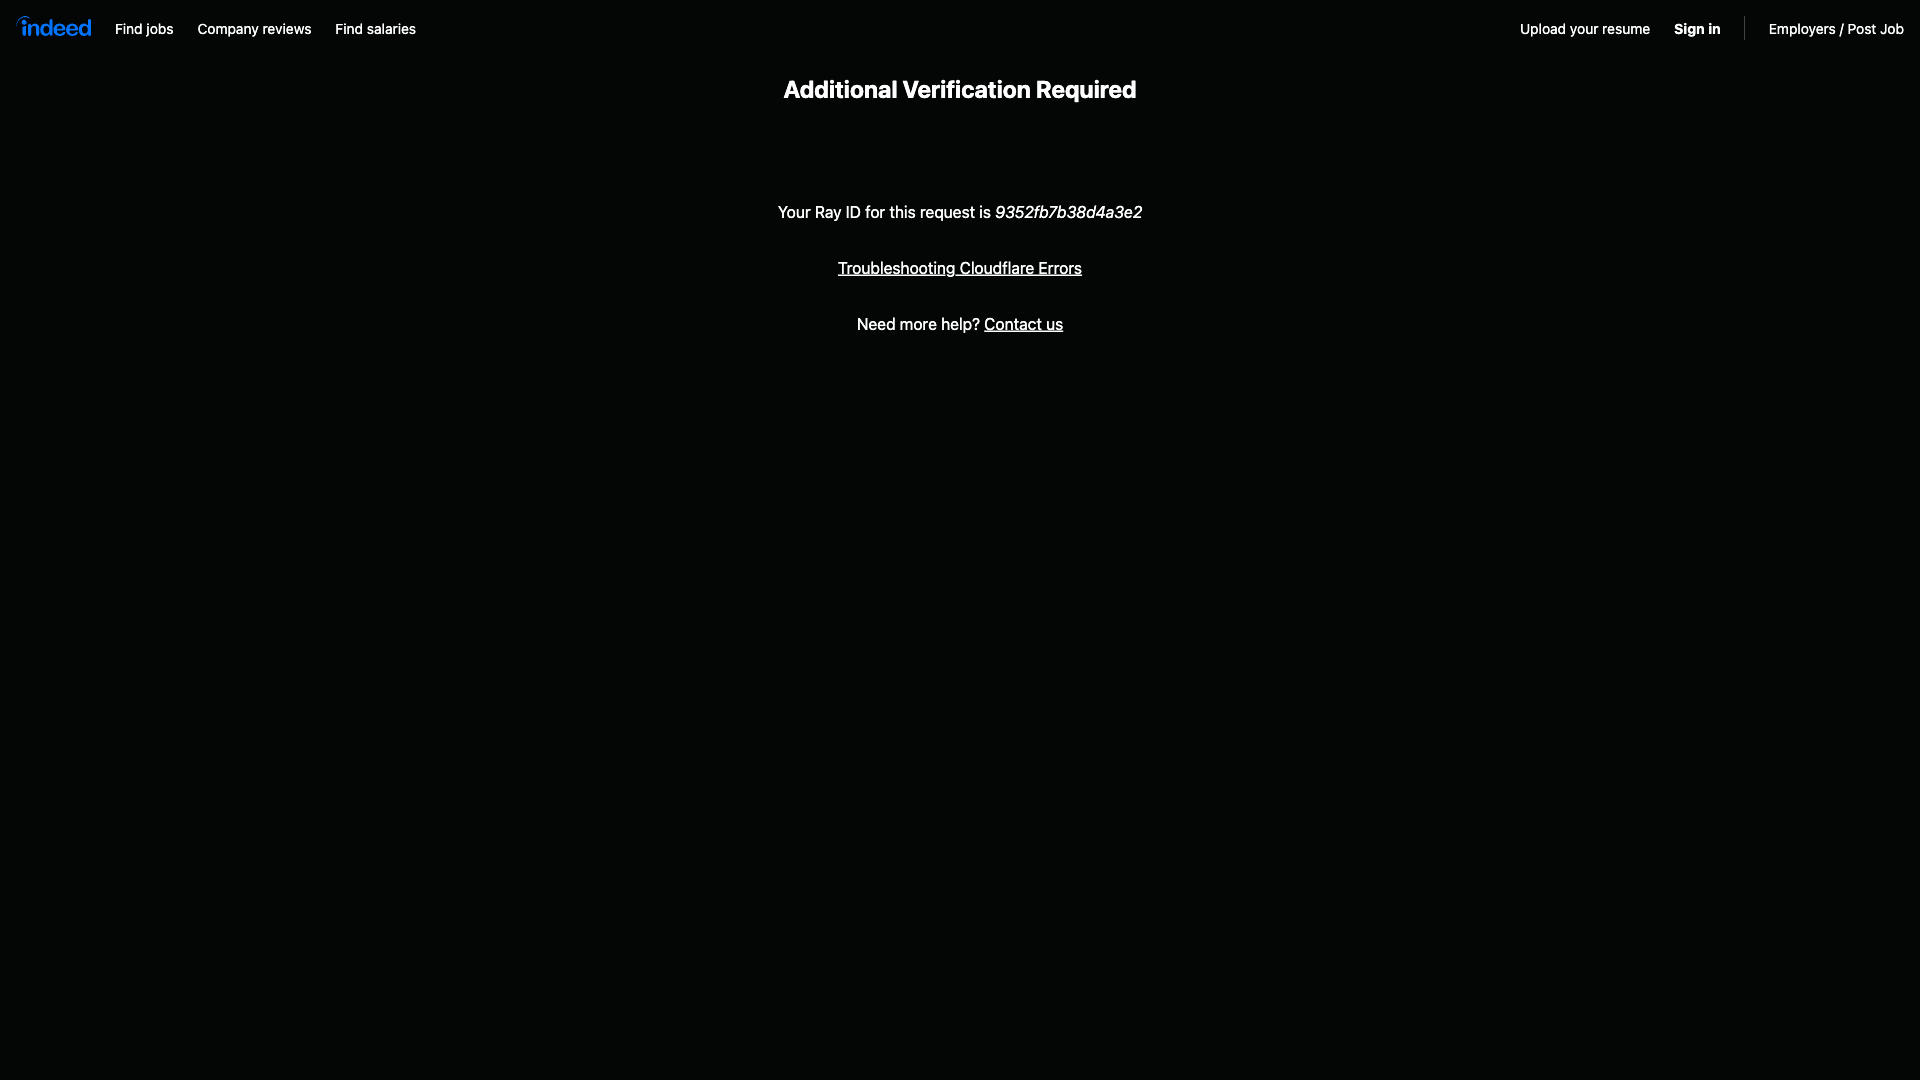 indeed Find jobs Company reviews Find salaries Upload your resume Sign in Employers / Post Job
Additional Verification Required
Your Ray ID for this request is 9352fb7b38d4a3e2
Troubleshooting Cloudflare Errors
Need more help? Contact us